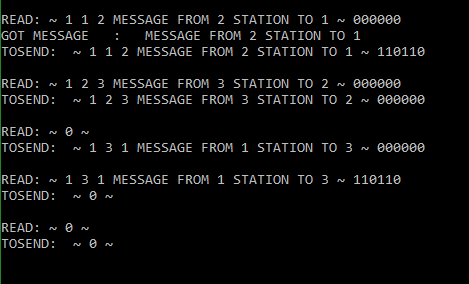 READ: ~ 1 1 2 MESSAGE FROM 2 STATION TO 1 ~ 000000
GOT MESSAGE   :   MESSAGE FROM 2 STATION TO 1
TOSEND:  ~ 1 1 2 MESSAGE FROM 2 STATION TO 1 ~ 110110
READ: ~ 1 2 3 MESSAGE FROM 3 STATION TO 2 ~ 000000
TOSEND:  ~ 1 2 3 MESSAGE FROM 3 STATION TO 2 ~ 000000
READ: ~ 0 ~
TOSEND:  ~ 1 3 1 MESSAGE FROM 1 STATION TO 3 ~ 000000
READ: ~ 1 3 1 MESSAGE FROM 1 STATION TO 3 ~ 110110
TOSEND:  ~ 0 ~
READ: ~ 0 ~
TOSEND:  ~ 0 ~